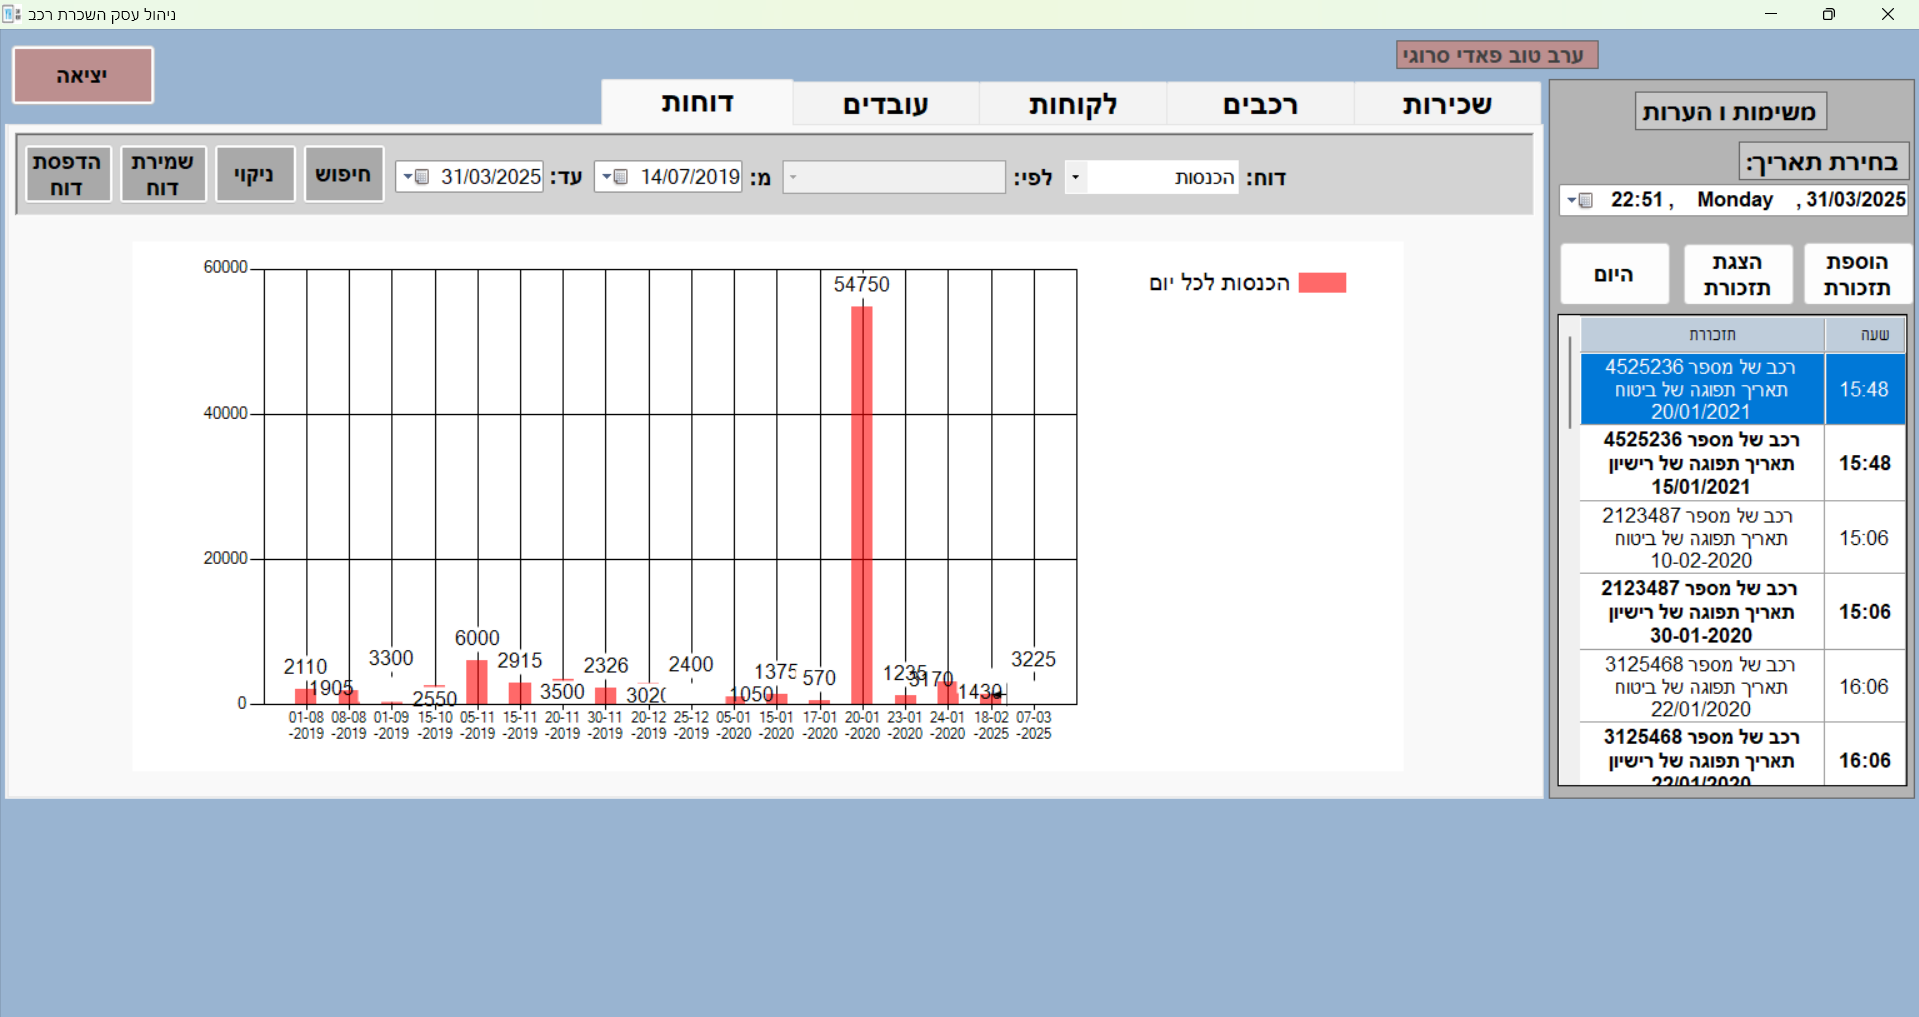 ניהול עסק השכרת רכב
ערב טוב פאדי סרוגי
יציאה
שכירות
רכבים
לקוחות
עובדים
דוחות
דוח:
הכנסות
לפי:
מ:
14/07/2019
עד:
31/03/2025
חיפוש
ניקוי
שמירת
דוח
הדפסת
דוח
הכנסות לכל יום
60000
40000
20000
0
2110
1905
3300
2550
6000
2915
3500
2326
3020
2400
1050
1375
570
54750
1235
3170
1430
3225
01-08
-2019
08-08
-2019
01-09
-2019
15-10
-2019
05-11
-2019
15-11
-2019
20-11
-2019
30-11
-2019
20-12
-2019
25-12
-2019
05-01
-2020
15-01
-2020
17-01
-2020
20-01
-2020
23-01
-2020
24-01
-2020
18-02
-2025
07-03
-2025
משימות ו הערות
בחירת תאריך:
22:51 , Monday , 31/03/2025
הוספת
תזכורת
הצגת
תזכורת
היום
שעה
תזכורת
15:48
רכב של מספר 4525236
תאריך תפוגה של ביטוח
20/01/2021
15:48
רכב של מספר 4525236
תאריך תפוגה של רישיון
15/01/2021
15:06
רכב של מספר 2123487
תאריך תפוגה של ביטוח
10-02-2020
15:06
רכב של מספר 2123487
תאריך תפוגה של רישיון
30-01-2020
16:06
רכב של מספר 3125468
תאריך תפוגה של ביטוח
22/01/2020
16:06
רכב של מספר 3125468
תאריך תפוגה של רישיון
22/01/2020